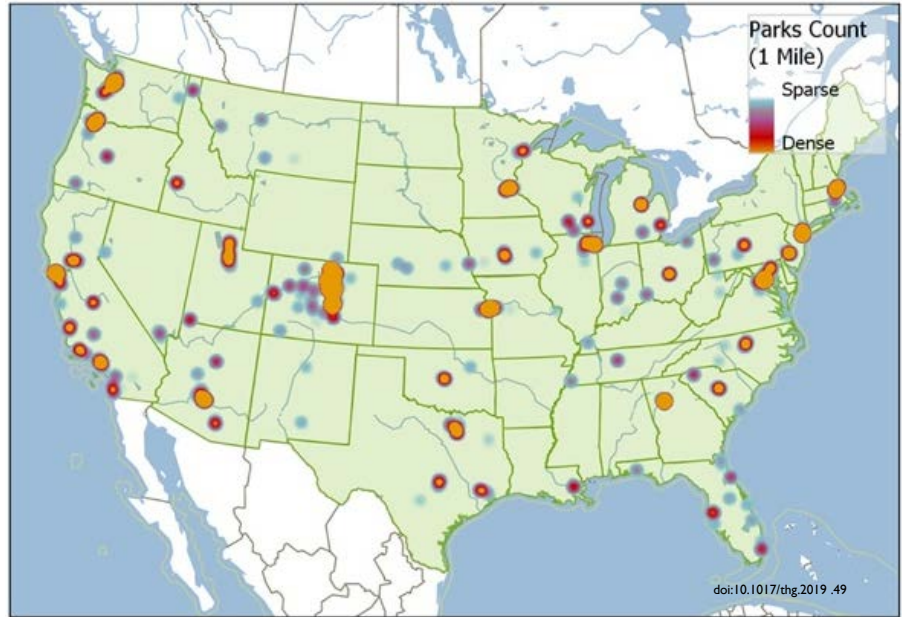 Parks Count
(1 Mile)
Sparse
Dense
doi:10.1017/thg.2019 .49